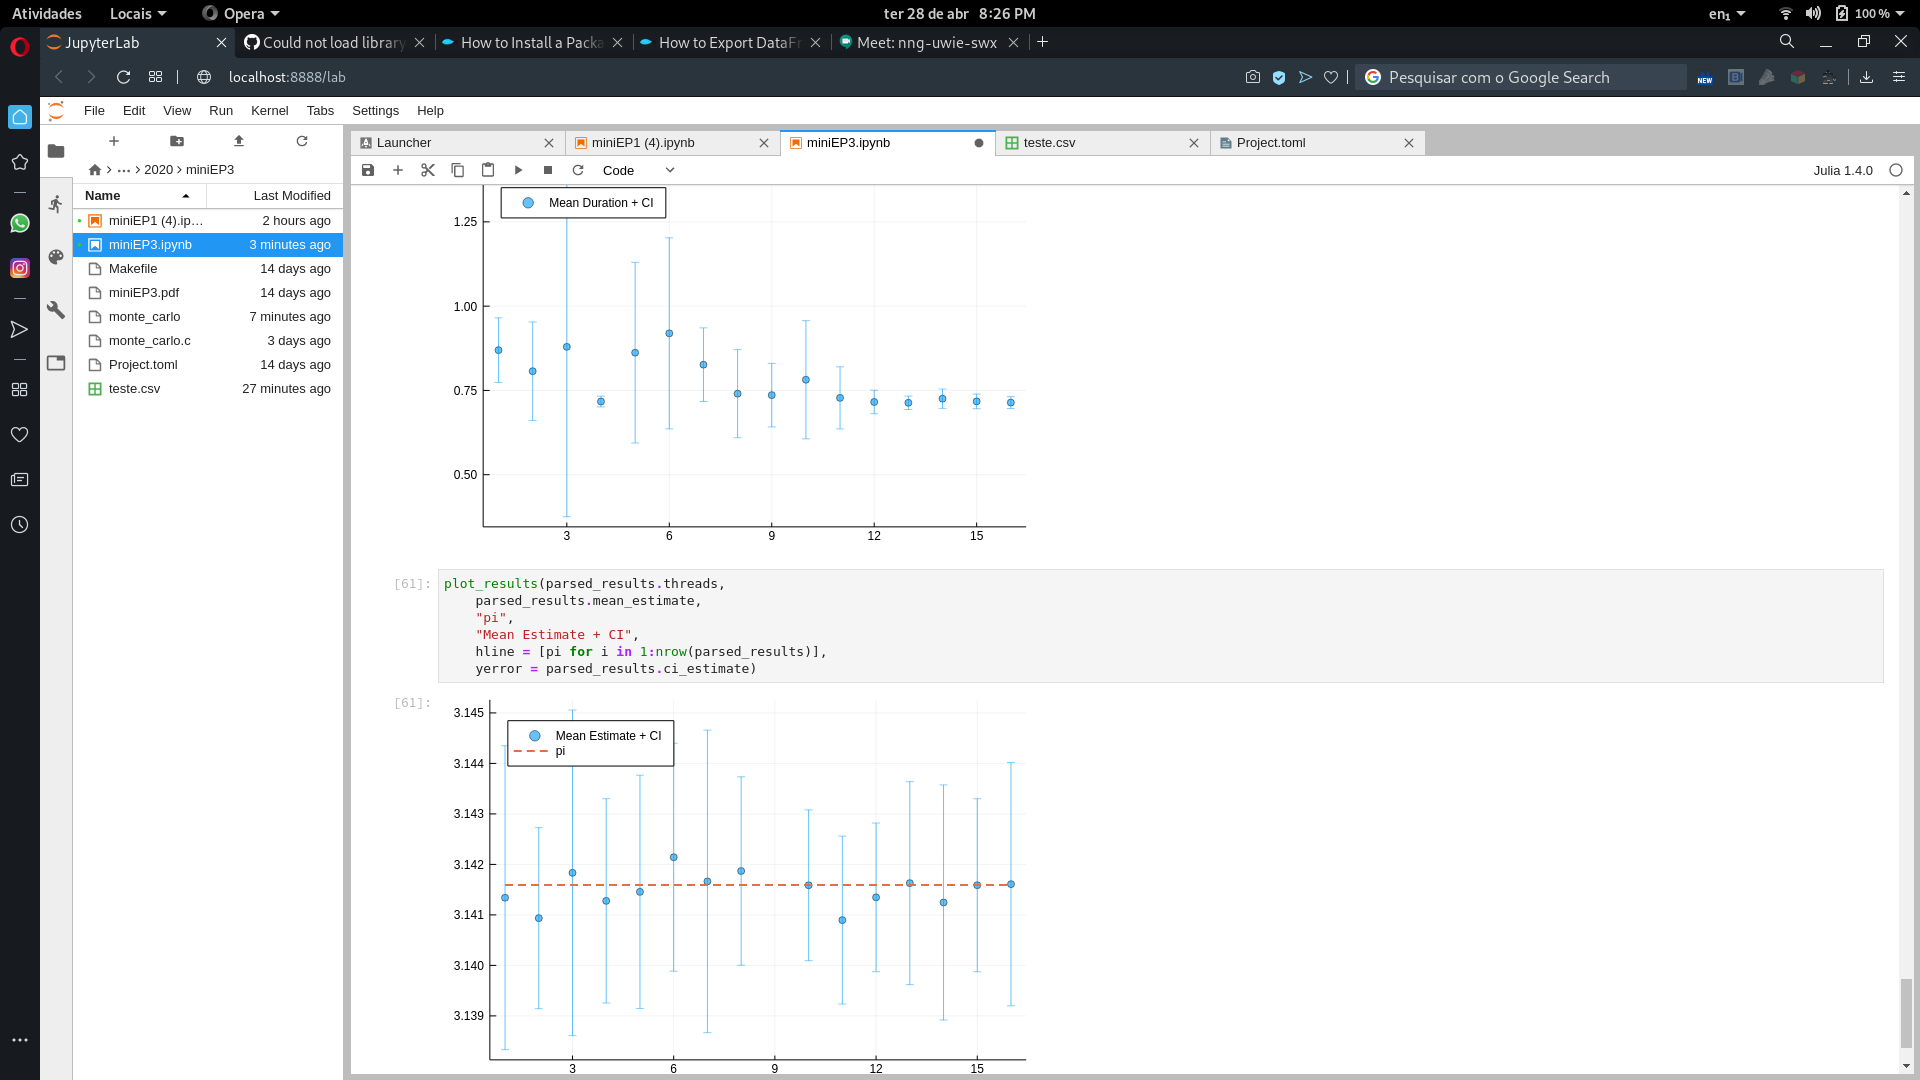 Atividades Locais Opera ter 28 de abr 8:26 PM en₁ 100 %
JupyterLab Could not load library How to Install a Packa How to Export DataFr Meet: nng-uwie-swx
localhost:8888/lab Pesquisar com o Google Search NEW
File Edit View Run Kernel Tabs Settings Help
Launcher miniEP1 (4).ipynb miniEP3.ipynb teste.csv Project.toml
Code Julia 1.4.0
… 2020 miniEP3
Name Last Modified
miniEP1 (4).ip… 2 hours ago
miniEP3.ipynb 3 minutes ago
Makefile 14 days ago
miniEP3.pdf 14 days ago
monte_carlo 7 minutes ago
monte_carlo.c 3 days ago
Project.toml 14 days ago
teste.csv 27 minutes ago
Mean Duration + CI
1.25
1.00
0.75
0.50
3 6 9 12 15
[61]: plot_results(parsed_results.threads,
parsed_results.mean_estimate,
"pi",
"Mean Estimate + CI",
hline = [pi for i in 1:nrow(parsed_results)],
yerror = parsed_results.ci_estimate)
[61]:
3.145
Mean Estimate + CI
pi
3.144
3.143
3.142
3.141
3.140
3.139
3 6 9 12 15